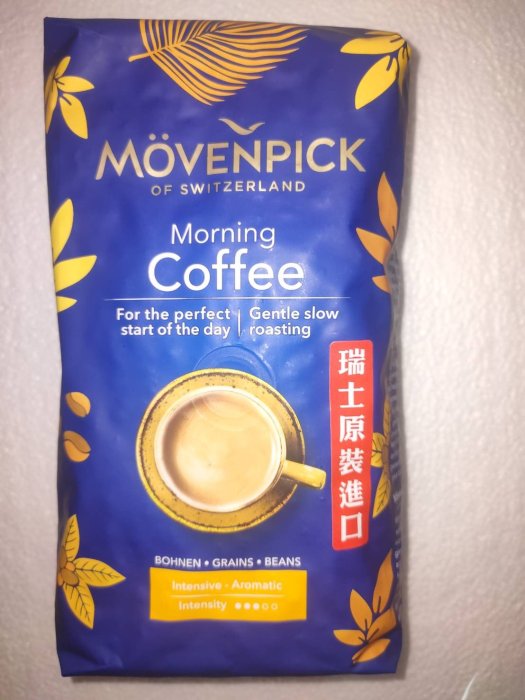 MÖVENPICK
OF SWITZERLAND
Morning
Coffee
For the perfect
start of the day
Gentle slow
roasting
瑞士原裝進口
BOHNEN • GRAINS • BEANS
Intensive - Aromatic
Intensity